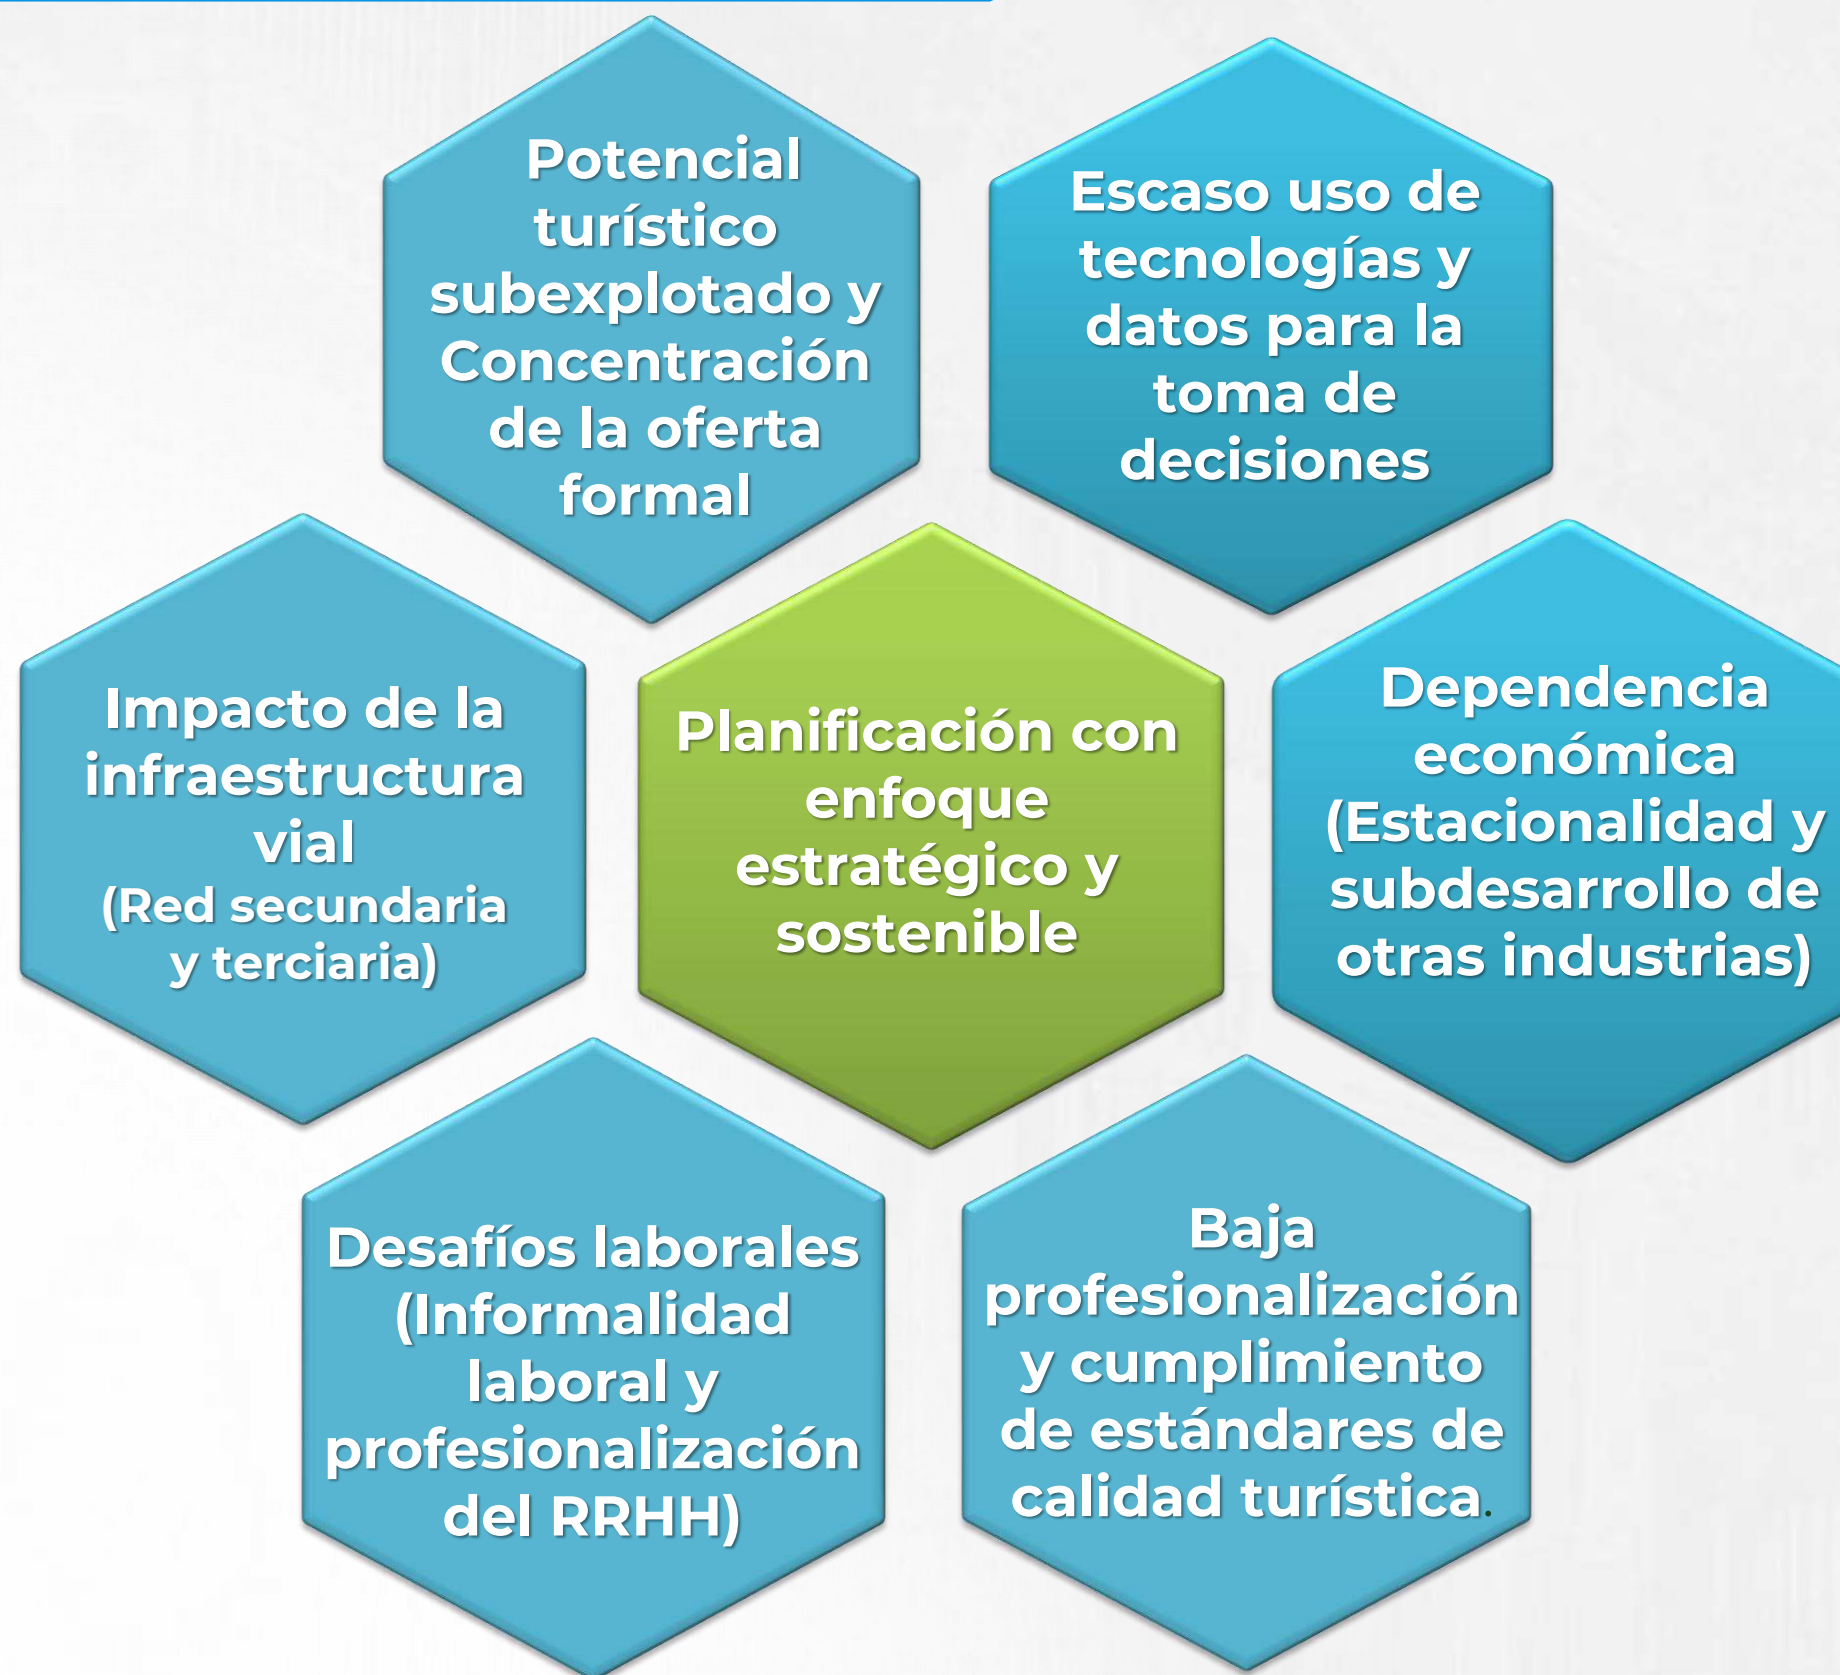 Potencial
turístico
subexplotado y
Concentración
de la oferta
formal
Escaso uso de
tecnologías y
datos para la
toma de
decisiones
Impacto de la
infraestructura
vial
(Red secundaria
y terciaria)
Planificación con
enfoque
estratégico y
sostenible
Dependencia
económica
(Estacionalidad y
subdesarrollo de
otras industrias)
Desafíos laborales
(Informalidad
laboral y
profesionalización
del RRHH)
Baja
profesionalización
y cumplimiento
de estándares de
calidad turística.